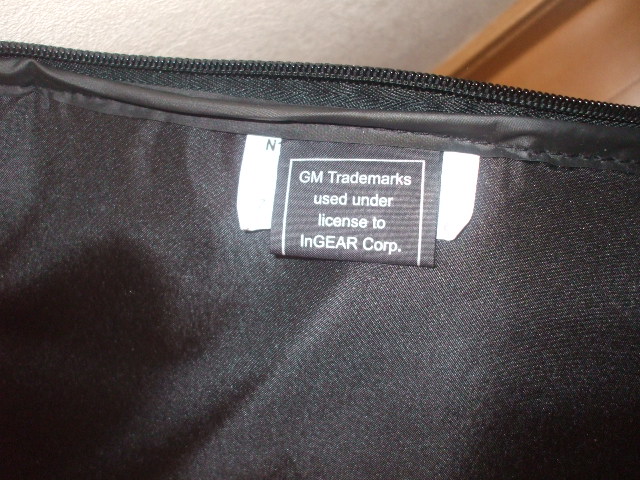 GM Trademarks
used under
license to
InGEAR Corp.